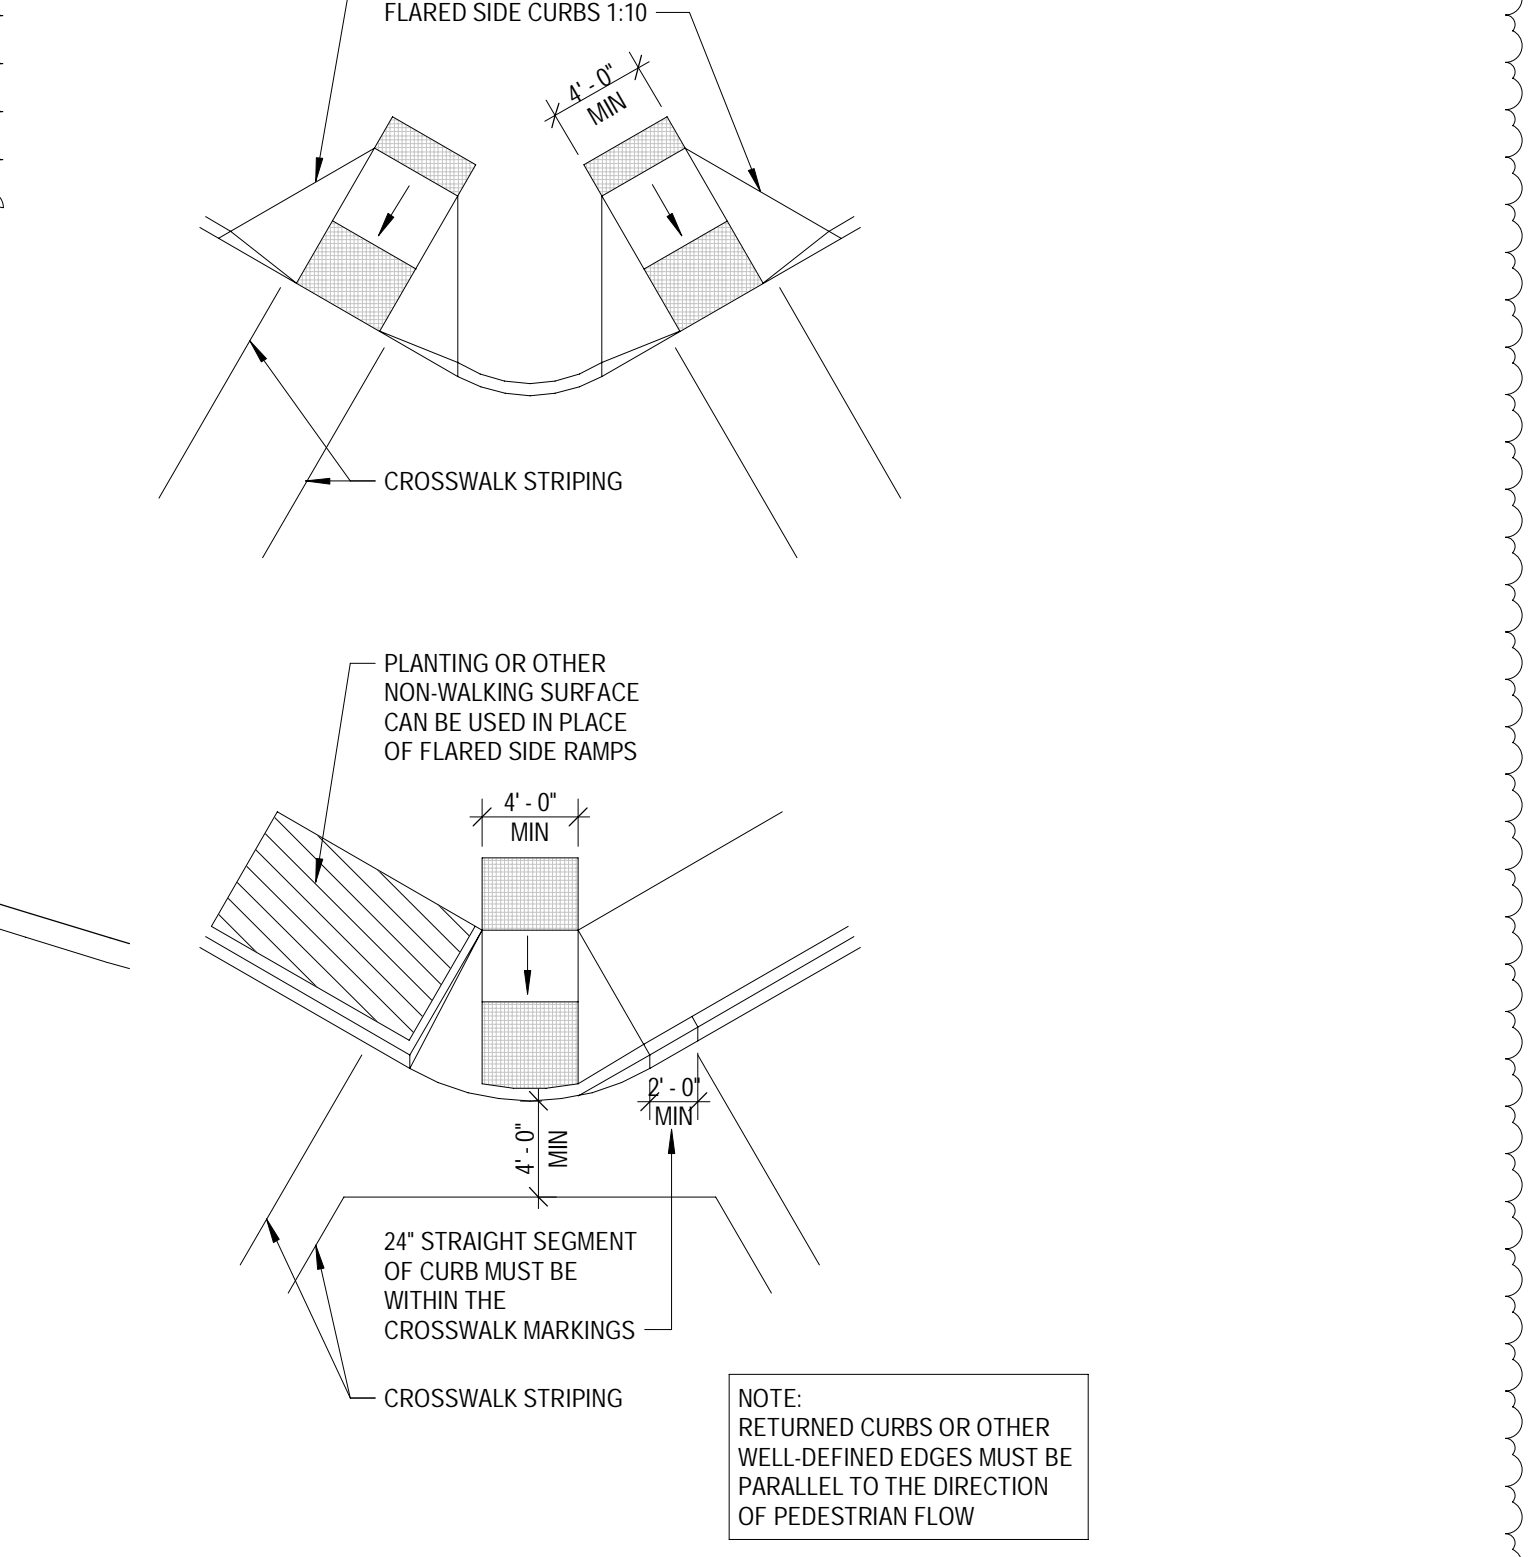 FLARED SIDE CURBS 1:10
4' - 0"
MIN
CROSSWALK STRIPING
PLANTING OR OTHER
NON-WALKING SURFACE
CAN BE USED IN PLACE
OF FLARED SIDE RAMPS
4' - 0"
MIN
2' - 0"
MIN
4' - 0"
MIN
24" STRAIGHT SEGMENT
OF CURB MUST BE
WITHIN THE
CROSSWALK MARKINGS
CROSSWALK STRIPING
NOTE:
RETURNED CURBS OR OTHER
WELL-DEFINED EDGES MUST BE
PARALLEL TO THE DIRECTION
OF PEDESTRIAN FLOW